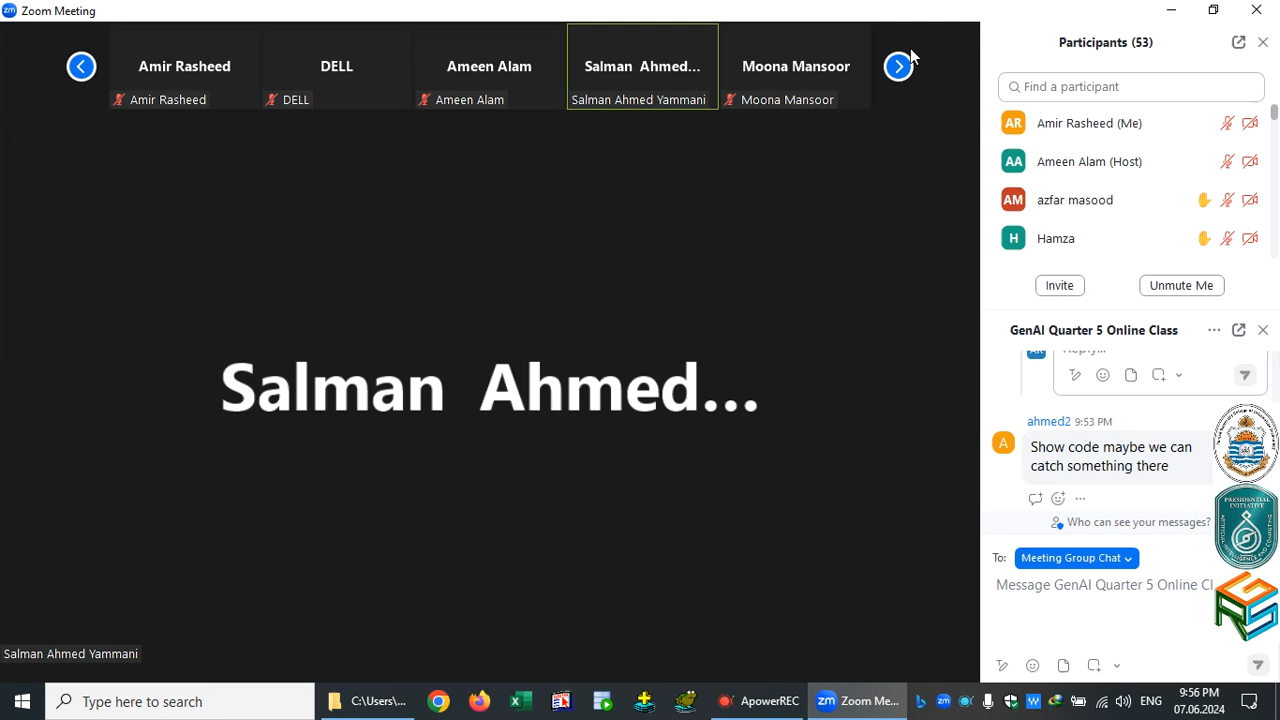 Zoom Meeting
Amir Rasheed
DELL
Ameen Alam
Salman Ahmed...
Moona Mansoor
Amir Rasheed
DELL
Ameen Alam
Salman Ahmed Yammani
Moona Mansoor
Salman Ahmed...
Salman Ahmed Yammani
Participants (53)
Find a participant
AR Amir Rasheed (Me)
AA Ameen Alam (Host)
AM azfar masood
H Hamza
Invite
Unmute Me
GenAI Quarter 5 Online Class
ahmed2 9:53 PM
A
Show code maybe we can
catch something there
Who can see your messages?
To: Meeting Group Chat
Message GenAI Quarter 5 Online Cl
PRESIDENTIAL
INITIATIVE
Type here to search
C:\Users\...
ApowerREC
zm Zoom Me...
ENG
9:56 PM
07.06.2024